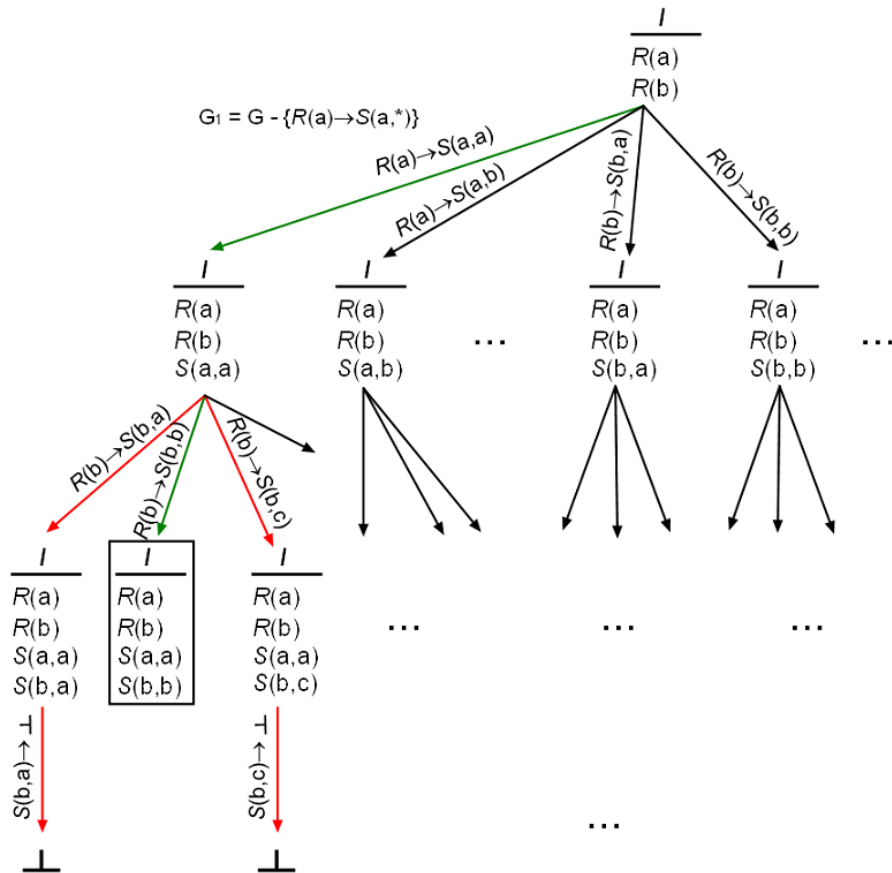 I
R(a)
R(b)
G1 = G - {R(a)→S(a,*)}
R(a)→S(a,a)
R(a)→S(a,b)
R(b)→S(b,a)
R(b)→S(b,b)
I
R(a)
R(b)
S(a,a)
I
R(a)
R(b)
S(a,b)
...
I
R(a)
R(b)
S(b,a)
I
R(a)
R(b)
S(b,b)
...
R(b)→S(b,a)
R(b)→S(b,b)
R(b)→S(b,c)
I
R(a)
R(b)
S(a,a)
S(b,a)
I
R(a)
R(b)
S(a,a)
S(b,b)
I
R(a)
R(b)
S(a,a)
S(b,c)
...
...
...
S(b,a)→ ⊥
S(b,c)→ ⊥
...
⊥
⊥